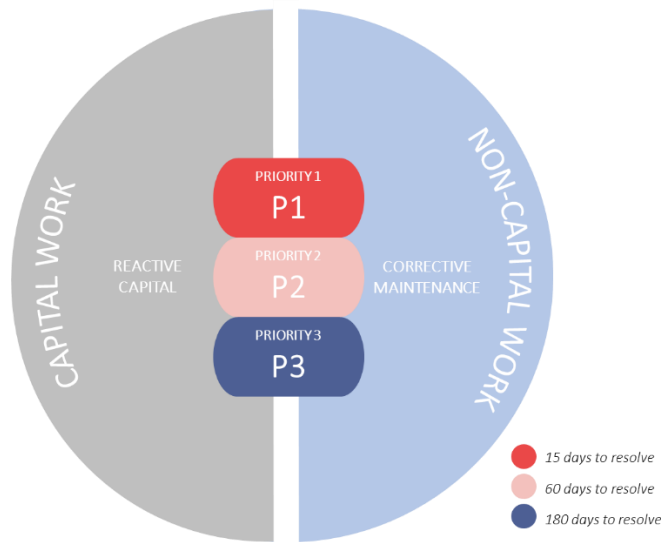 CAPITAL WORK
REACTIVE
CAPITAL
PRIORITY 1
P1
PRIORITY 2
P2
PRIORITY 3
P3
CORRECTIVE
MAINTENANCE
NON-CAPITAL WORK
15 days to resolve
60 days to resolve
180 days to resolve